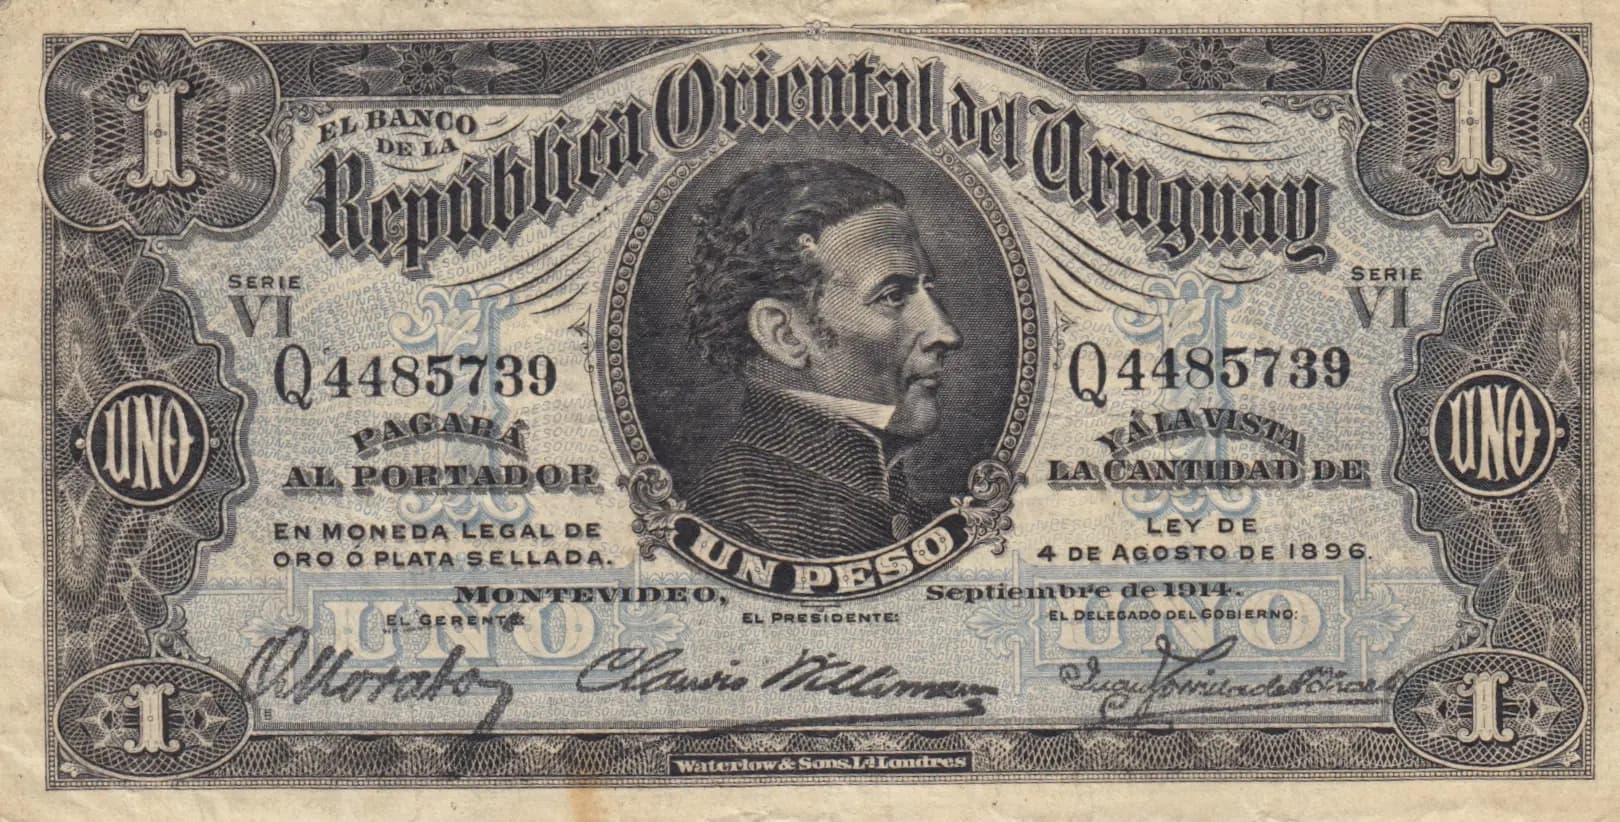 1 1
EL BANCO
DE LA
República Oriental del Uruguay
SERIE
VI
SERIE
VI
Q4485739
Q4485739
UNO
PAGARÁ
AL PORTADOR
Y Á LA VISTA
LA CANTIDAD DE
UNO
EN MONEDA LEGAL DE
ORO Ó PLATA SELLADA.
LEY DE
4 DE AGOSTO DE 1896.
UN PESO
MONTEVIDEO, Septiembre de 1914.
EL GERENTE:
EL PRESIDENTE:
EL DELEGADO DEL GOBIERNO:
UNO UNO
Claudio Williman
1 1
Waterlow & Sons, Ld. Londres